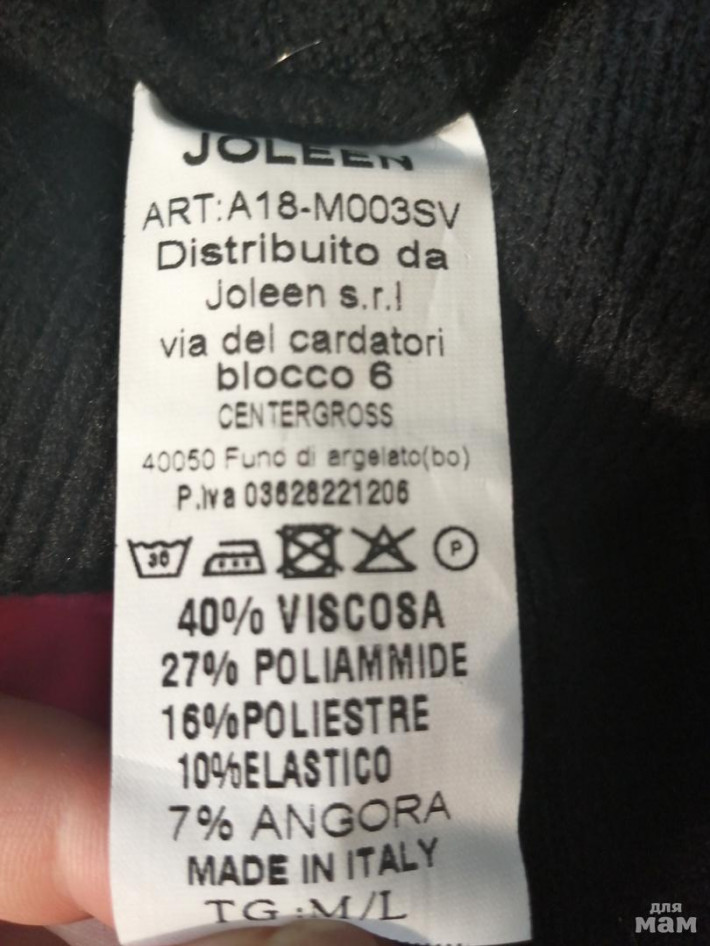 JOLEEN
ART:A18-M003SV
Distribuito da
Joleen s.r.l
via del cardatori
blocco 6
CENTERGROSS
40050 Funo di argelato(bo)
P.Iva 03628221206
30
P
40% VISCOSA
27% POLIAMMIDE
16%POLIESTRE
10%ELASTICO
7% ANGORA
MADE IN ITALY
TG :M/L
для
мам